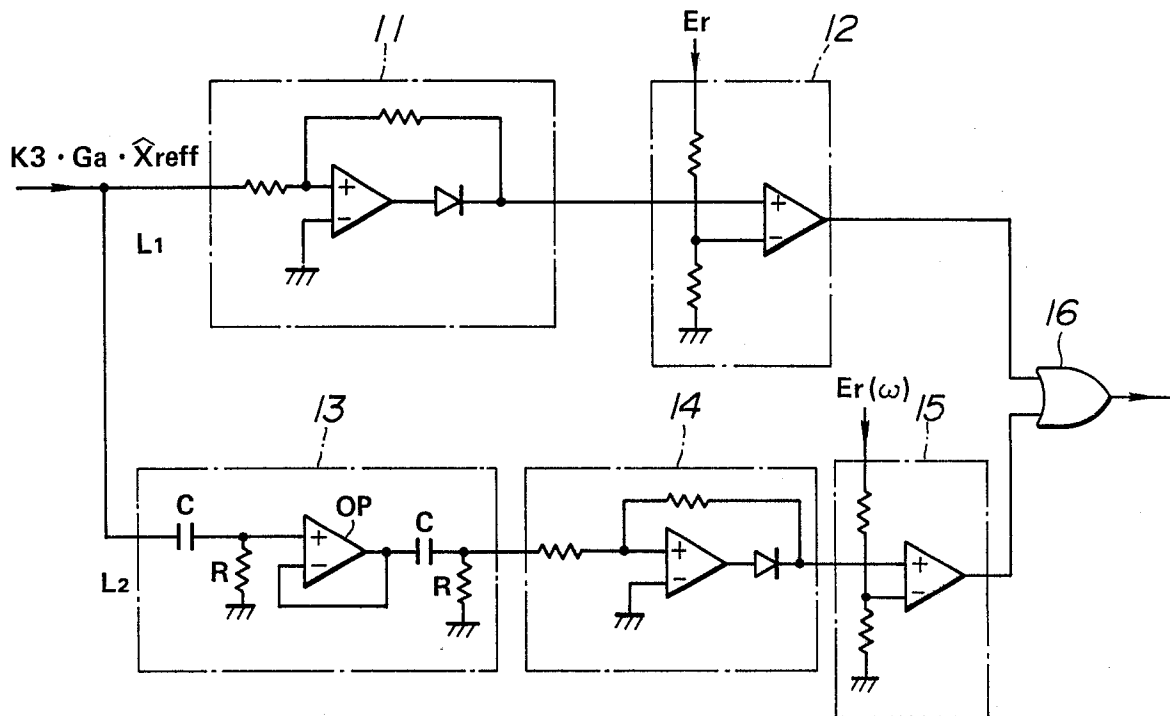 11
Er
12
K3 · Ga · X̂reff
+
−
+
−
L1
16
Er(ω)
13
14
15
C
OP
C
+
−
+
−
+
−
R
R
L2